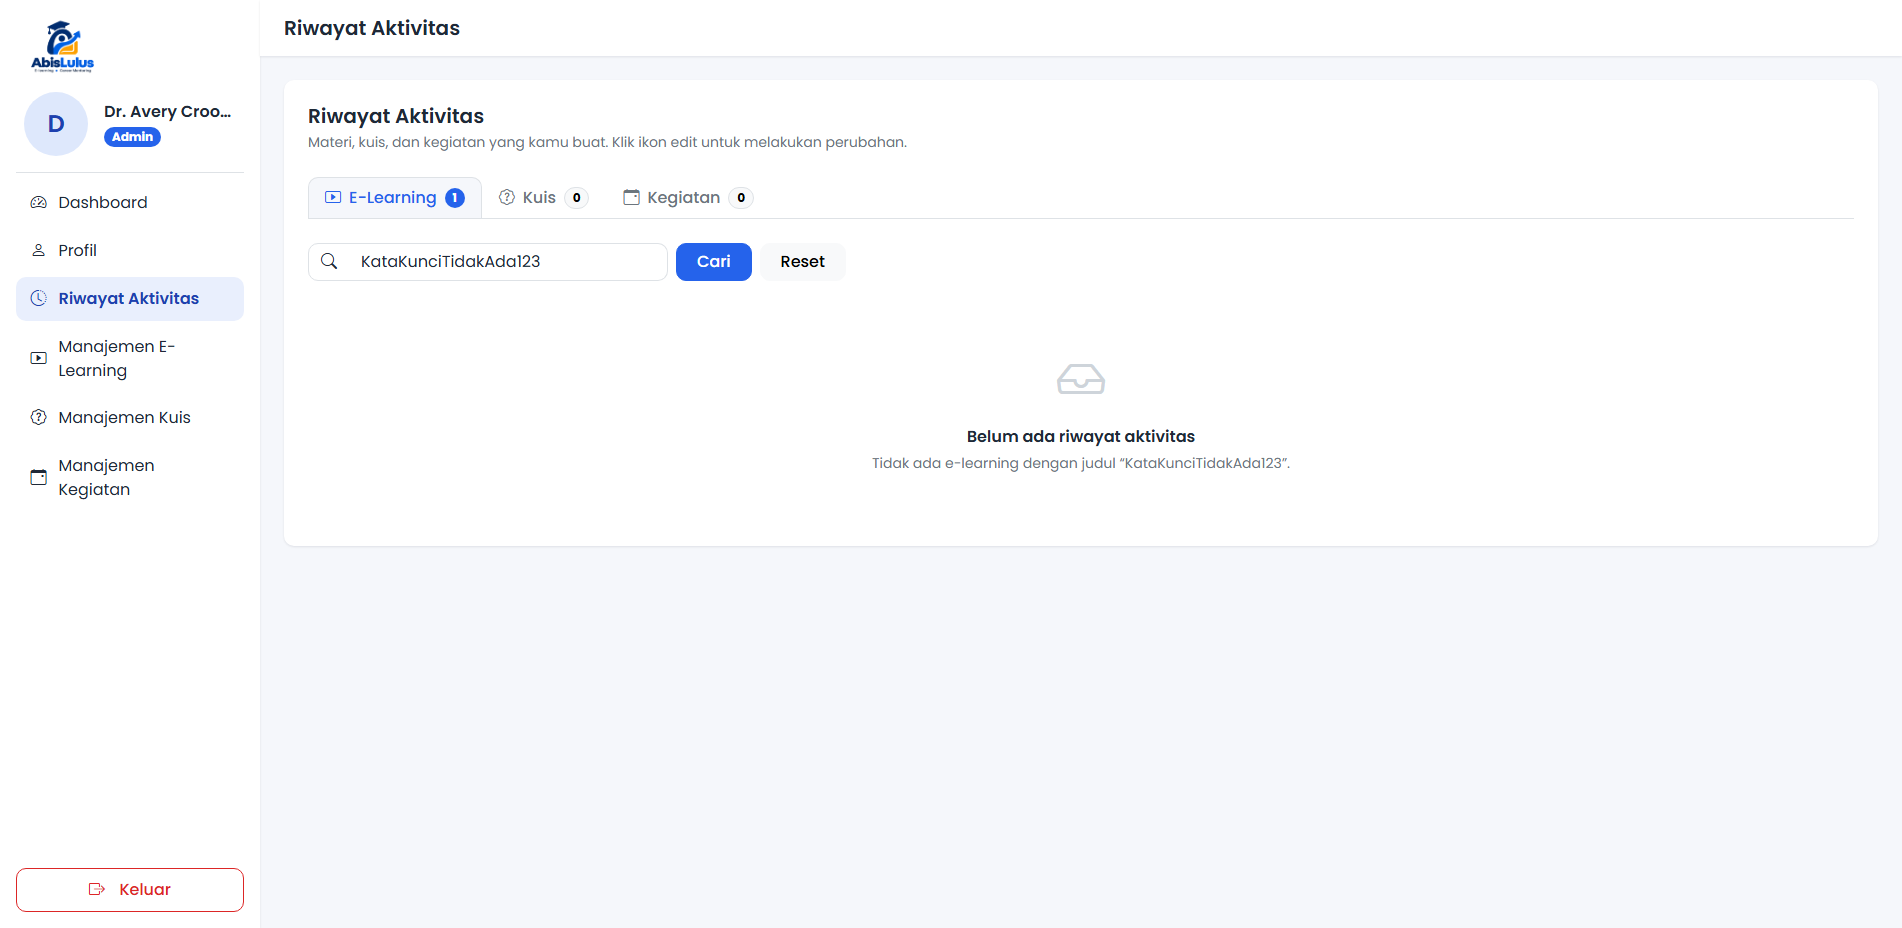 AbisLulus
D
Dr. Avery Croo...
Admin
Dashboard
Profil
Riwayat Aktivitas
Manajemen E-
Learning
Manajemen Kuis
Manajemen
Kegiatan
Keluar
Riwayat Aktivitas
Riwayat Aktivitas
Materi, kuis, dan kegiatan yang kamu buat. Klik ikon edit untuk melakukan perubahan.
E-Learning 1 Kuis 0 Kegiatan 0
KataKunciTidakAda123 Cari Reset
Belum ada riwayat aktivitas
Tidak ada e-learning dengan judul “KataKunciTidakAda123”.